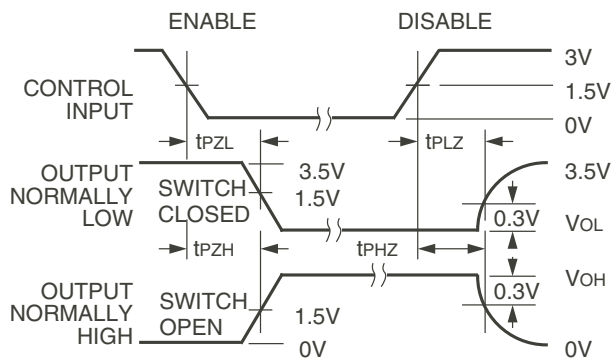 ENABLE DISABLE
3V
CONTROL INPUT 1.5V
0V
tPZL tPLZ
OUTPUT NORMALLY LOW
SWITCH CLOSED
3.5V 3.5V
1.5V
0.3V VOL
tPZH tPHZ
OUTPUT NORMALLY HIGH
SWITCH OPEN
VOH
0.3V
1.5V
0V 0V